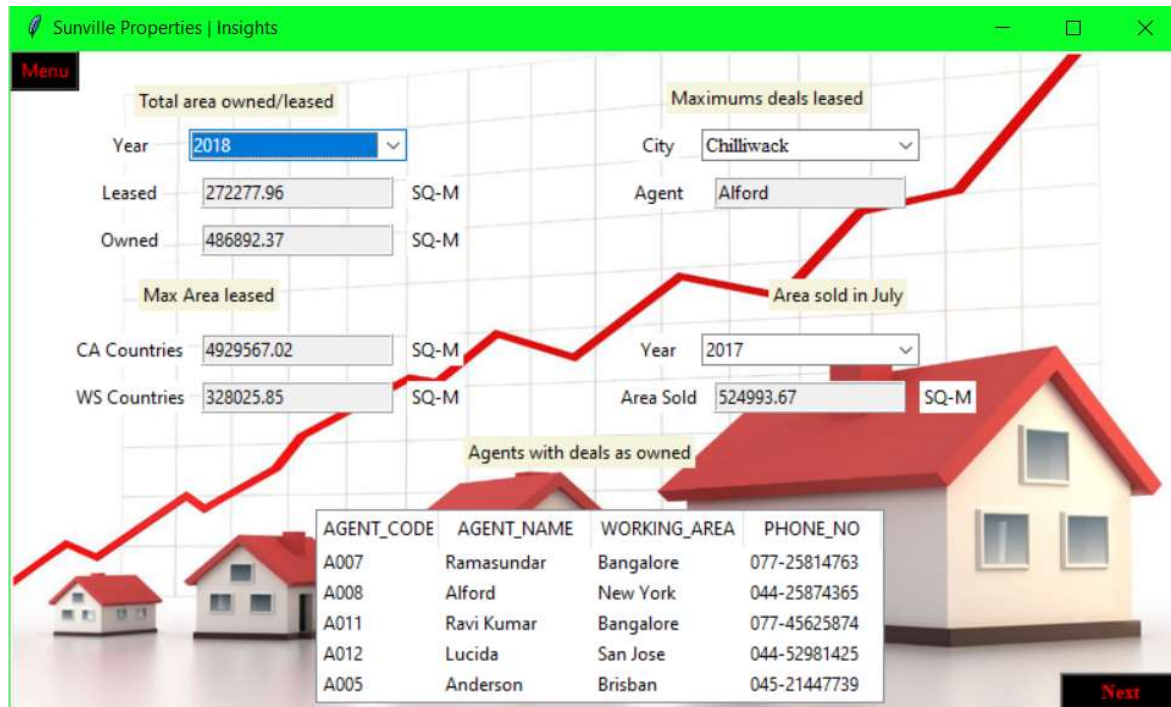 Sunville Properties | Insights
Menu
Total area owned/leased
Maximums deals leased
Year 2018
City Chilliwack
Leased 272277.96 SQ-M
Agent Alford
Owned 486892.37 SQ-M
Max Area leased
Area sold in July
CA Countries 4929567.02 SQ-M
Year 2017
WS Countries 328025.85 SQ-M
Area Sold 524993.67 SQ-M
Agents with deals as owned
AGENT_CODE AGENT_NAME WORKING_AREA PHONE_NO
A007 Ramasundar Bangalore 077-25814763
A008 Alford New York 044-25874365
A011 Ravi Kumar Bangalore 077-45625874
A012 Lucida San Jose 044-52981425
A005 Anderson Brisban 045-21447739
Next